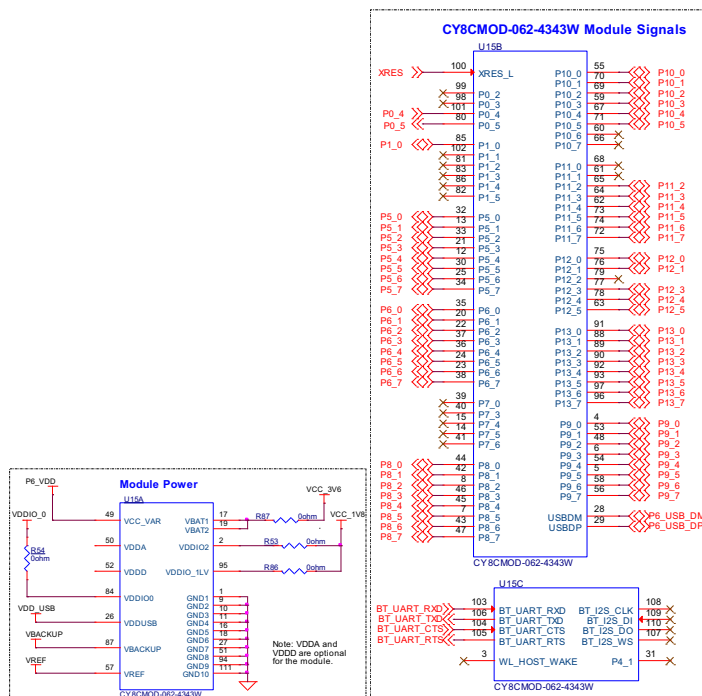 CY8CMOD-062-4343W Module Signals
U15B
XRES 100 XRES_L P10_0 55 P10_0
P10_1 70 P10_1
99 P0_2 P10_2 69 P10_2
98 P0_3 P10_3 59 P10_3
P0_4 101 P0_4 P10_4 67 P10_4
P0_5 80 P0_5 P10_5 71 P10_5
P10_6 60
P1_0 85 P1_0 P10_7 66
102 P1_1
81 P1_2 P11_0 68
83 P1_3 P11_1 61
86 P1_4 P11_2 65 P11_2
82 P1_5 P11_3 64 P11_3
P11_4 62 P11_4
P5_0 32 P5_0 P11_5 73 P11_5
P5_1 13 P5_1 P11_6 74 P11_6
P5_2 33 P5_2 P11_7 72 P11_7
P5_3 21 P5_3
P5_4 12 P5_4 P12_0 75 P12_0
P5_5 30 P5_5 P12_1 76 P12_1
P5_6 25 P5_6 P12_2 79
P5_7 34 P5_7 P12_3 77 P12_3
P12_4 78 P12_4
P6_0 35 P6_0 P12_5 63 P12_5
P6_1 20 P6_1
P6_2 22 P6_2 P13_0 91 P13_0
P6_3 37 P6_3 P13_1 88 P13_1
P6_4 36 P6_4 P13_2 89 P13_2
P6_5 24 P6_5 P13_3 90 P13_3
P6_6 23 P6_6 P13_4 92 P13_4
P6_7 38 P6_7 P13_5 93 P13_5
P13_6 97 P13_6
39 P7_0 P13_7 96 P13_7
40 P7_3
15 P7_4 P9_0 4 P9_0
14 P7_5 P9_1 53 P9_1
41 P7_6 P9_2 48 P9_2
P9_3 6 P9_3
P8_0 44 P8_0 P9_4 54 P9_4
P8_1 42 P8_1 P9_5 5 P9_5
P8_2 8 P8_2 P9_6 58 P9_6
P8_3 46 P8_3 P9_7 56 P9_7
P8_4 45 P8_4
P8_5 7 P8_5 USBDM 28 P6_USB_DM
P8_6 43 P8_6 USBDP 29 P6_USB_DP
P8_7 47 P8_7
CY8CMOD-062-4343W
Module Power
U15A
P6_VDD
49 VCC_VAR VBAT1 17 R87 0ohm VCC_3V6
VBAT2 19
VDDIO_0
50 VDDA VDDIO2 2 R53 0ohm VCC_1V8
R54
0ohm
52 VDDD VDDIO_1LV 95 R86 0ohm
84 VDDIO0 GND1 1
GND2 9
VDD_USB
26 VDDUSB GND3 10
GND4 11
GND5 16
VBACKUP
87 VBACKUP GND6 18
GND7 27
GND8 51
VREF
57 VREF GND9 94
GND10 111
CY8CMOD-062-4343W
Note: VDDA and
VDDD are optional
for the module.
U15C
BT_UART_RXD 103 BT_UART_RXD BT_I2S_CLK 108
BT_UART_TXD 106 BT_UART_TXD BT_I2S_DI 109
BT_UART_CTS 104 BT_UART_CTS BT_I2S_DO 110
BT_UART_RTS 105 BT_UART_RTS BT_I2S_WS 107
3 WL_HOST_WAKE P4_1 31
CY8CMOD-062-4343W